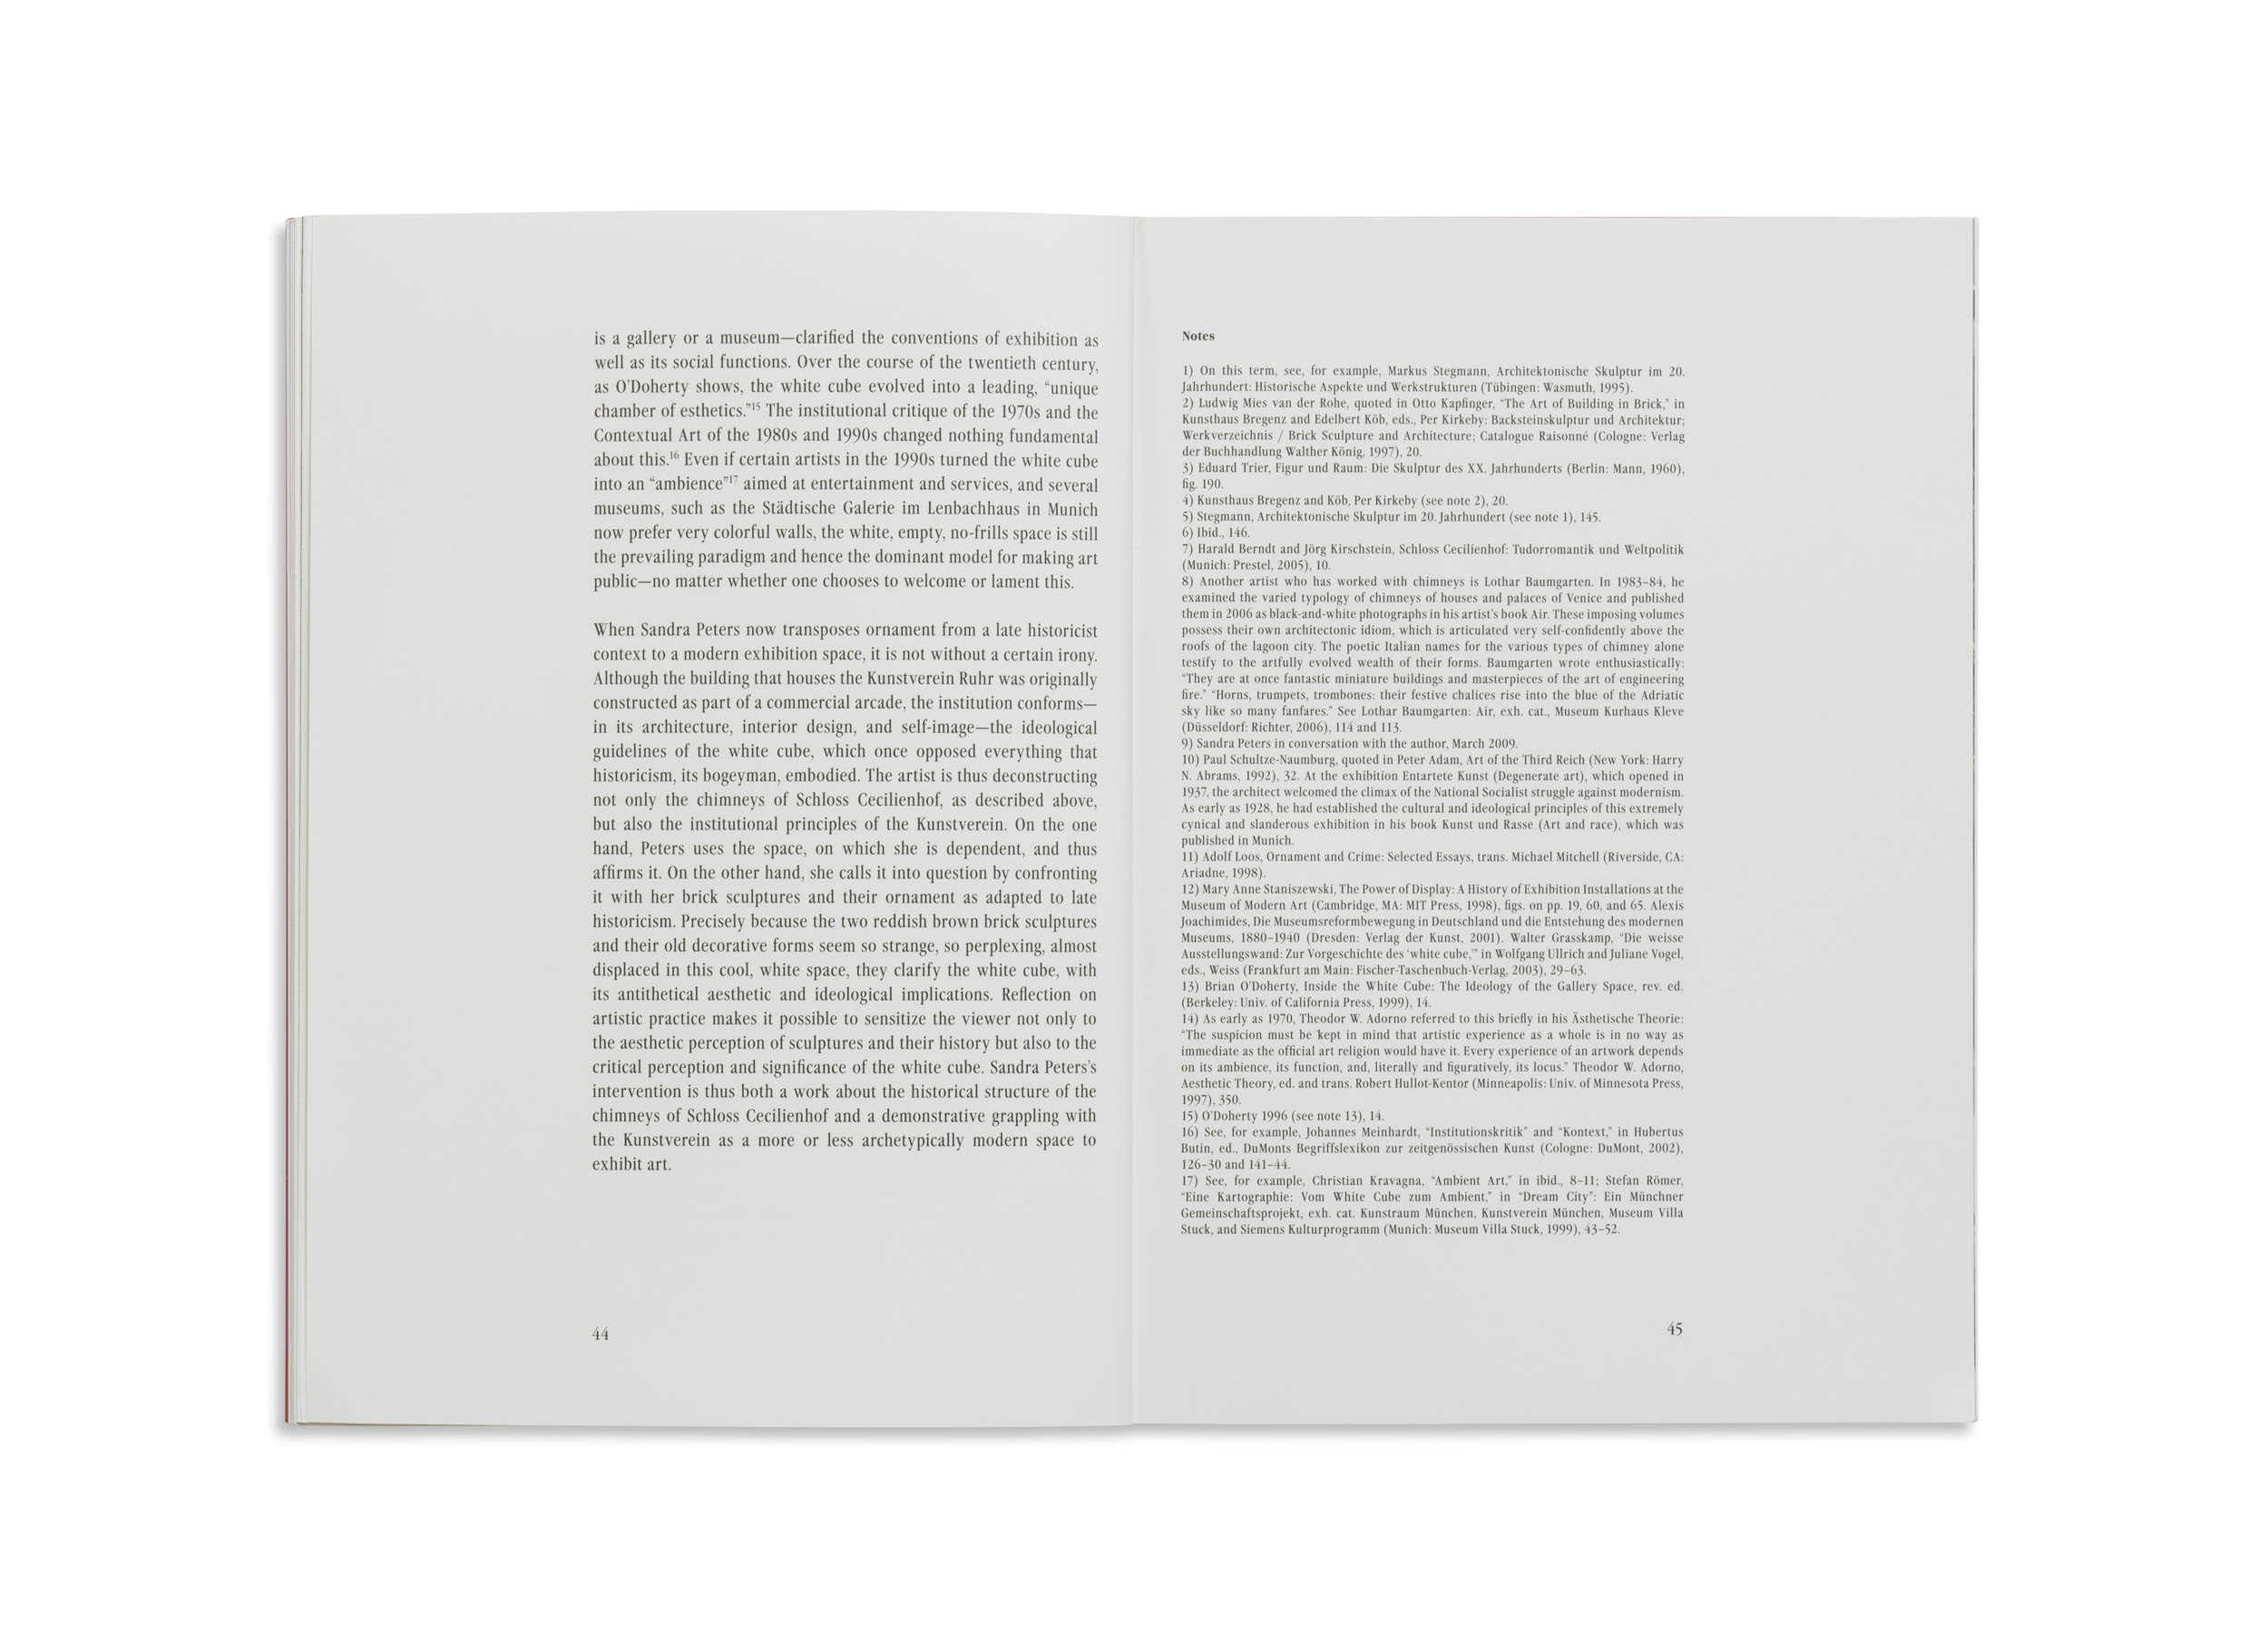 is a gallery or a museum—clarified the conventions of exhibition as
well as its social functions. Over the course of the twentieth century,
as O’Doherty shows, the white cube evolved into a leading, “unique
chamber of esthetics.”15 The institutional critique of the 1970s and the
Contextual Art of the 1980s and 1990s changed nothing fundamental
about this.16 Even if certain artists in the 1990s turned the white cube
into an “ambience”17 aimed at entertainment and services, and several
museums, such as the Städtische Galerie im Lenbachhaus in Munich
now prefer very colorful walls, the white, empty, no-frills space is still
the prevailing paradigm and hence the dominant model for making art
public—no matter whether one chooses to welcome or lament this.
When Sandra Peters now transposes ornament from a late historicist
context to a modern exhibition space, it is not without a certain irony.
Although the building that houses the Kunstverein Ruhr was originally
constructed as part of a commercial arcade, the institution conforms—
in its architecture, interior design, and self-image—the ideological
guidelines of the white cube, which once opposed everything that
historicism, its bogeyman, embodied. The artist is thus deconstructing
not only the chimneys of Schloss Cecilienhof, as described above,
but also the institutional principles of the Kunstverein. On the one
hand, Peters uses the space, on which she is dependent, and thus
affirms it. On the other hand, she calls it into question by confronting
it with her brick sculptures and their ornament as adapted to late
historicism. Precisely because the two reddish brown brick sculptures
and their old decorative forms seem so strange, so perplexing, almost
displaced in this cool, white space, they clarify the white cube, with
its antithetical aesthetic and ideological implications. Reflection on
artistic practice makes it possible to sensitize the viewer not only to
the aesthetic perception of sculptures and their history but also to the
critical perception and significance of the white cube. Sandra Peters’s
intervention is thus both a work about the historical structure of the
chimneys of Schloss Cecilienhof and a demonstrative grappling with
the Kunstverein as a more or less archetypically modern space to
exhibit art.
44
Notes
1) On this term, see, for example, Markus Stegmann, Architektonische Skulptur im 20.
Jahrhundert: Historische Aspekte und Werkstrukturen (Tübingen: Wasmuth, 1995).
2) Ludwig Mies van der Rohe, quoted in Otto Kapfinger, “The Art of Building in Brick,” in
Kunsthaus Bregenz and Edelbert Köb, eds., Per Kirkeby: Backsteinskulptur und Architektur;
Werkverzeichnis / Brick Sculpture and Architecture; Catalogue Raisonné (Cologne: Verlag
der Buchhandlung Walther König, 1997), 20.
3) Eduard Trier, Figur und Raum: Die Skulptur des XX. Jahrhunderts (Berlin: Mann, 1960),
fig. 190.
4) Kunsthaus Bregenz and Köb, Per Kirkeby (see note 2), 20.
5) Stegmann, Architektonische Skulptur im 20. Jahrhundert (see note 1), 145.
6) Ibid., 146.
7) Harald Berndt and Jörg Kirschstein, Schloss Cecilienhof: Tudorromantik und Weltpolitik
(Munich: Prestel, 2005), 10.
8) Another artist who has worked with chimneys is Lothar Baumgarten. In 1983–84, he
examined the varied typology of chimneys of houses and palaces of Venice and published
them in 2006 as black-and-white photographs in his artist’s book Air. These imposing volumes
possess their own architectonic idiom, which is articulated very self-confidently above the
roofs of the lagoon city. The poetic Italian names for the various types of chimney alone
testify to the artfully evolved wealth of their forms. Baumgarten wrote enthusiastically:
“They are at once fantastic miniature buildings and masterpieces of the art of engineering
fire.” “Horns, trumpets, trombones: their festive chalices rise into the blue of the Adriatic
sky like so many fanfares.” See Lothar Baumgarten: Air, exh. cat., Museum Kurhaus Kleve
(Düsseldorf: Richter, 2006), 114 and 113.
9) Sandra Peters in conversation with the author, March 2009.
10) Paul Schultze-Naumburg, quoted in Peter Adam, Art of the Third Reich (New York: Harry
N. Abrams, 1992), 32. At the exhibition Entartete Kunst (Degenerate art), which opened in
1937, the architect welcomed the climax of the National Socialist struggle against modernism.
As early as 1928, he had established the cultural and ideological principles of this extremely
cynical and slanderous exhibition in his book Kunst und Rasse (Art and race), which was
published in Munich.
11) Adolf Loos, Ornament and Crime: Selected Essays, trans. Michael Mitchell (Riverside, CA:
Ariadne, 1998).
12) Mary Anne Staniszewski, The Power of Display: A History of Exhibition Installations at the
Museum of Modern Art (Cambridge, MA: MIT Press, 1998), figs. on pp. 19, 60, and 65. Alexis
Joachimides, Die Museumsreformbewegung in Deutschland und die Entstehung des modernen
Museums, 1880–1940 (Dresden: Verlag der Kunst, 2001). Walter Grasskamp, “Die weisse
Ausstellungswand: Zur Vorgeschichte des ‘white cube,’” in Wolfgang Ullrich and Juliane Vogel,
eds., Weiss (Frankfurt am Main: Fischer-Taschenbuch-Verlag, 2003), 29–63.
13) Brian O’Doherty, Inside the White Cube: The Ideology of the Gallery Space, rev. ed.
(Berkeley: Univ. of California Press, 1999), 14.
14) As early as 1970, Theodor W. Adorno referred to this briefly in his Ästhetische Theorie:
“The suspicion must be kept in mind that artistic experience as a whole is in no way as
immediate as the official art religion would have it. Every experience of an artwork depends
on its ambience, its function, and, literally and figuratively, its locus.” Theodor W. Adorno,
Aesthetic Theory, ed. and trans. Robert Hullot-Kentor (Minneapolis: Univ. of Minnesota Press,
1997), 350.
15) O’Doherty 1996 (see note 13), 14.
16) See, for example, Johannes Meinhardt, “Institutionskritik” and “Kontext,” in Hubertus
Butin, ed., DuMonts Begriffslexikon zur zeitgenössischen Kunst (Cologne: DuMont, 2002),
126–30 and 141–44.
17) See, for example, Christian Kravagna, “Ambient Art,” in ibid., 8–11; Stefan Römer,
“Eine Kartographie: Vom White Cube zum Ambient,” in “Dream City”: Ein Münchner
Gemeinschaftsprojekt, exh. cat. Kunstraum München, Kunstverein München, Museum Villa
Stuck, and Siemens Kulturprogramm (Munich: Museum Villa Stuck, 1999), 43–52.
45